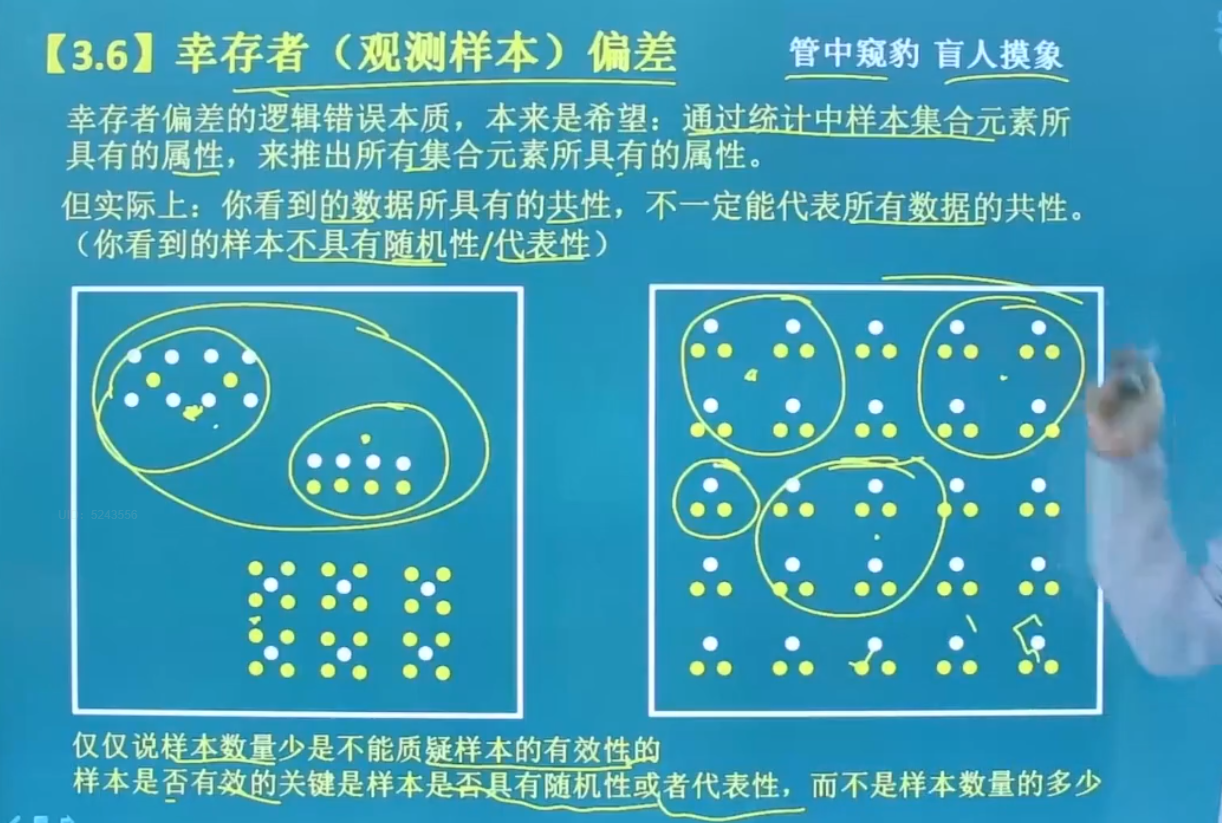 【3.6】幸存者（观测样本）偏差
管中窥豹 盲人摸象
幸存者偏差的逻辑错误本质，本来是希望：通过统计中样本集合元素所
具有的属性，来推出所有集合元素所具有的属性。
但实际上：你看到的数据所具有的共性，不一定能代表所有数据的共性。
（你看到的样本不具有随机性/代表性）
仅仅说样本数量少是不能质疑样本的有效性的
样本是否有效的关键是样本是否具有随机性或者代表性，而不是样本数量的多少